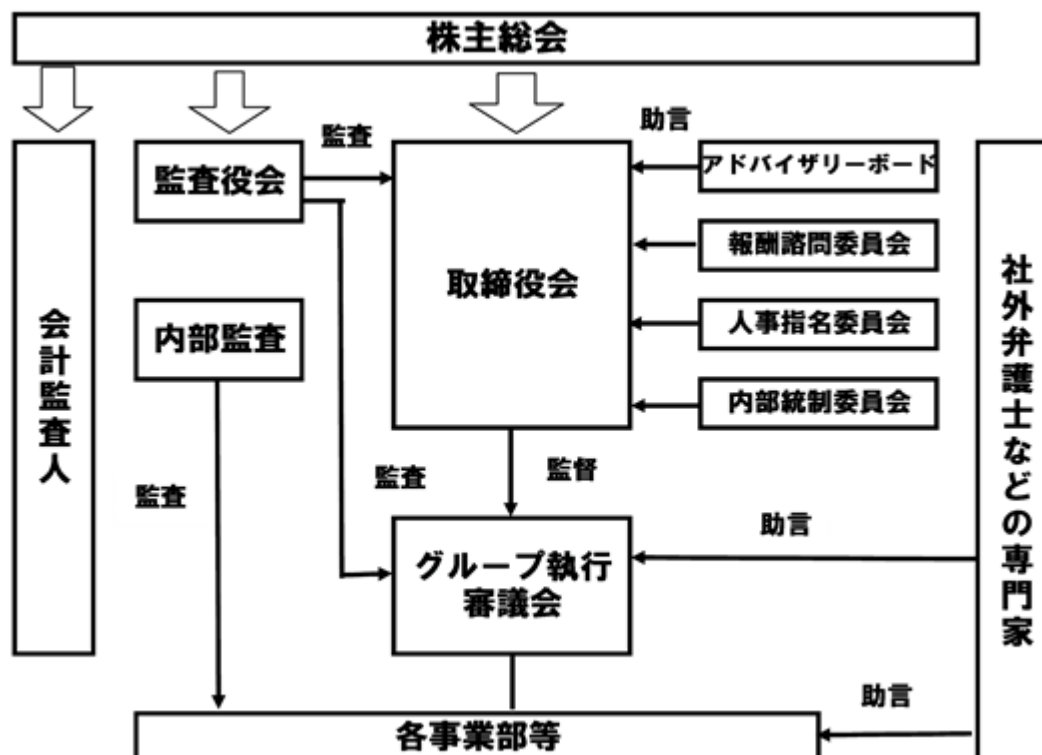 株主総会
監査
助言
監査役会
アドバイザリーボード
報酬諮問委員会
取締役会
人事指名委員会
内部監査
内部統制委員会
会計監査人
社外弁護士などの専門家
監査
監査
監督
助言
グループ執行
審議会
助言
各事業部等